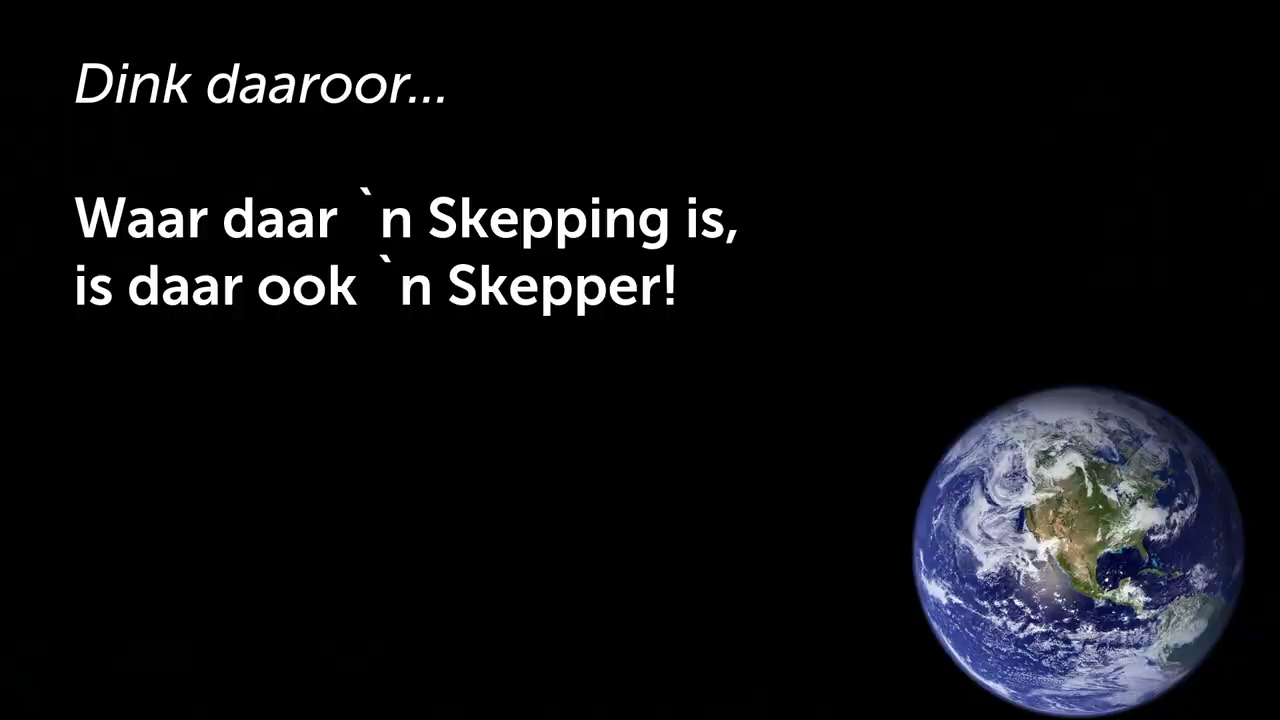 Dink daaroor...
Waar daar `n Skepping is,
is daar ook `n Skepper!